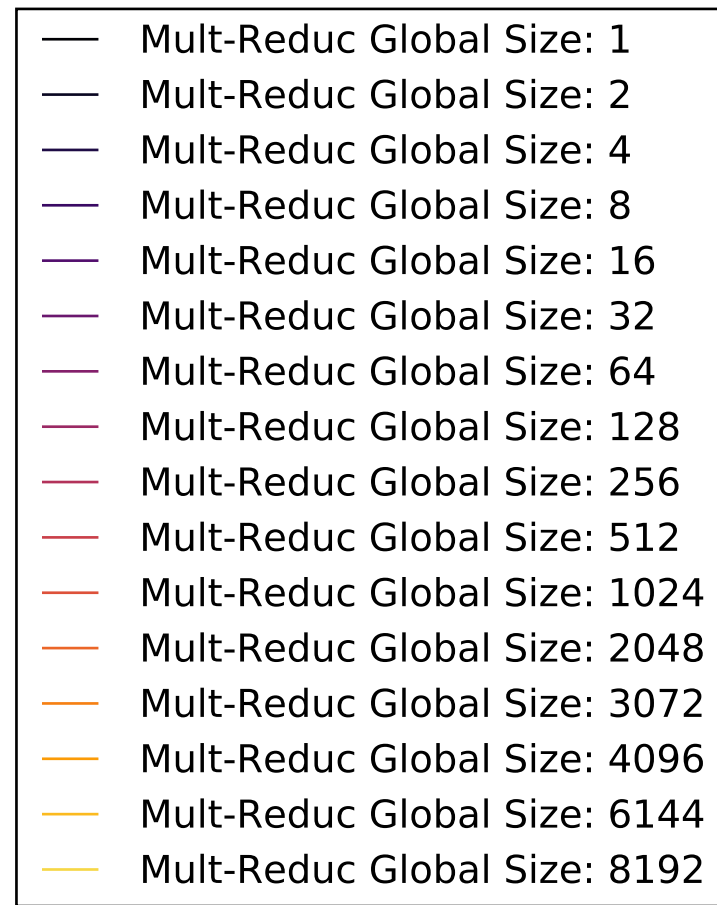 Mult-Reduc Global Size: 1
Mult-Reduc Global Size: 2
Mult-Reduc Global Size: 4
Mult-Reduc Global Size: 8
Mult-Reduc Global Size: 16
Mult-Reduc Global Size: 32
Mult-Reduc Global Size: 64
Mult-Reduc Global Size: 128
Mult-Reduc Global Size: 256
Mult-Reduc Global Size: 512
Mult-Reduc Global Size: 1024
Mult-Reduc Global Size: 2048
Mult-Reduc Global Size: 3072
Mult-Reduc Global Size: 4096
Mult-Reduc Global Size: 6144
Mult-Reduc Global Size: 8192